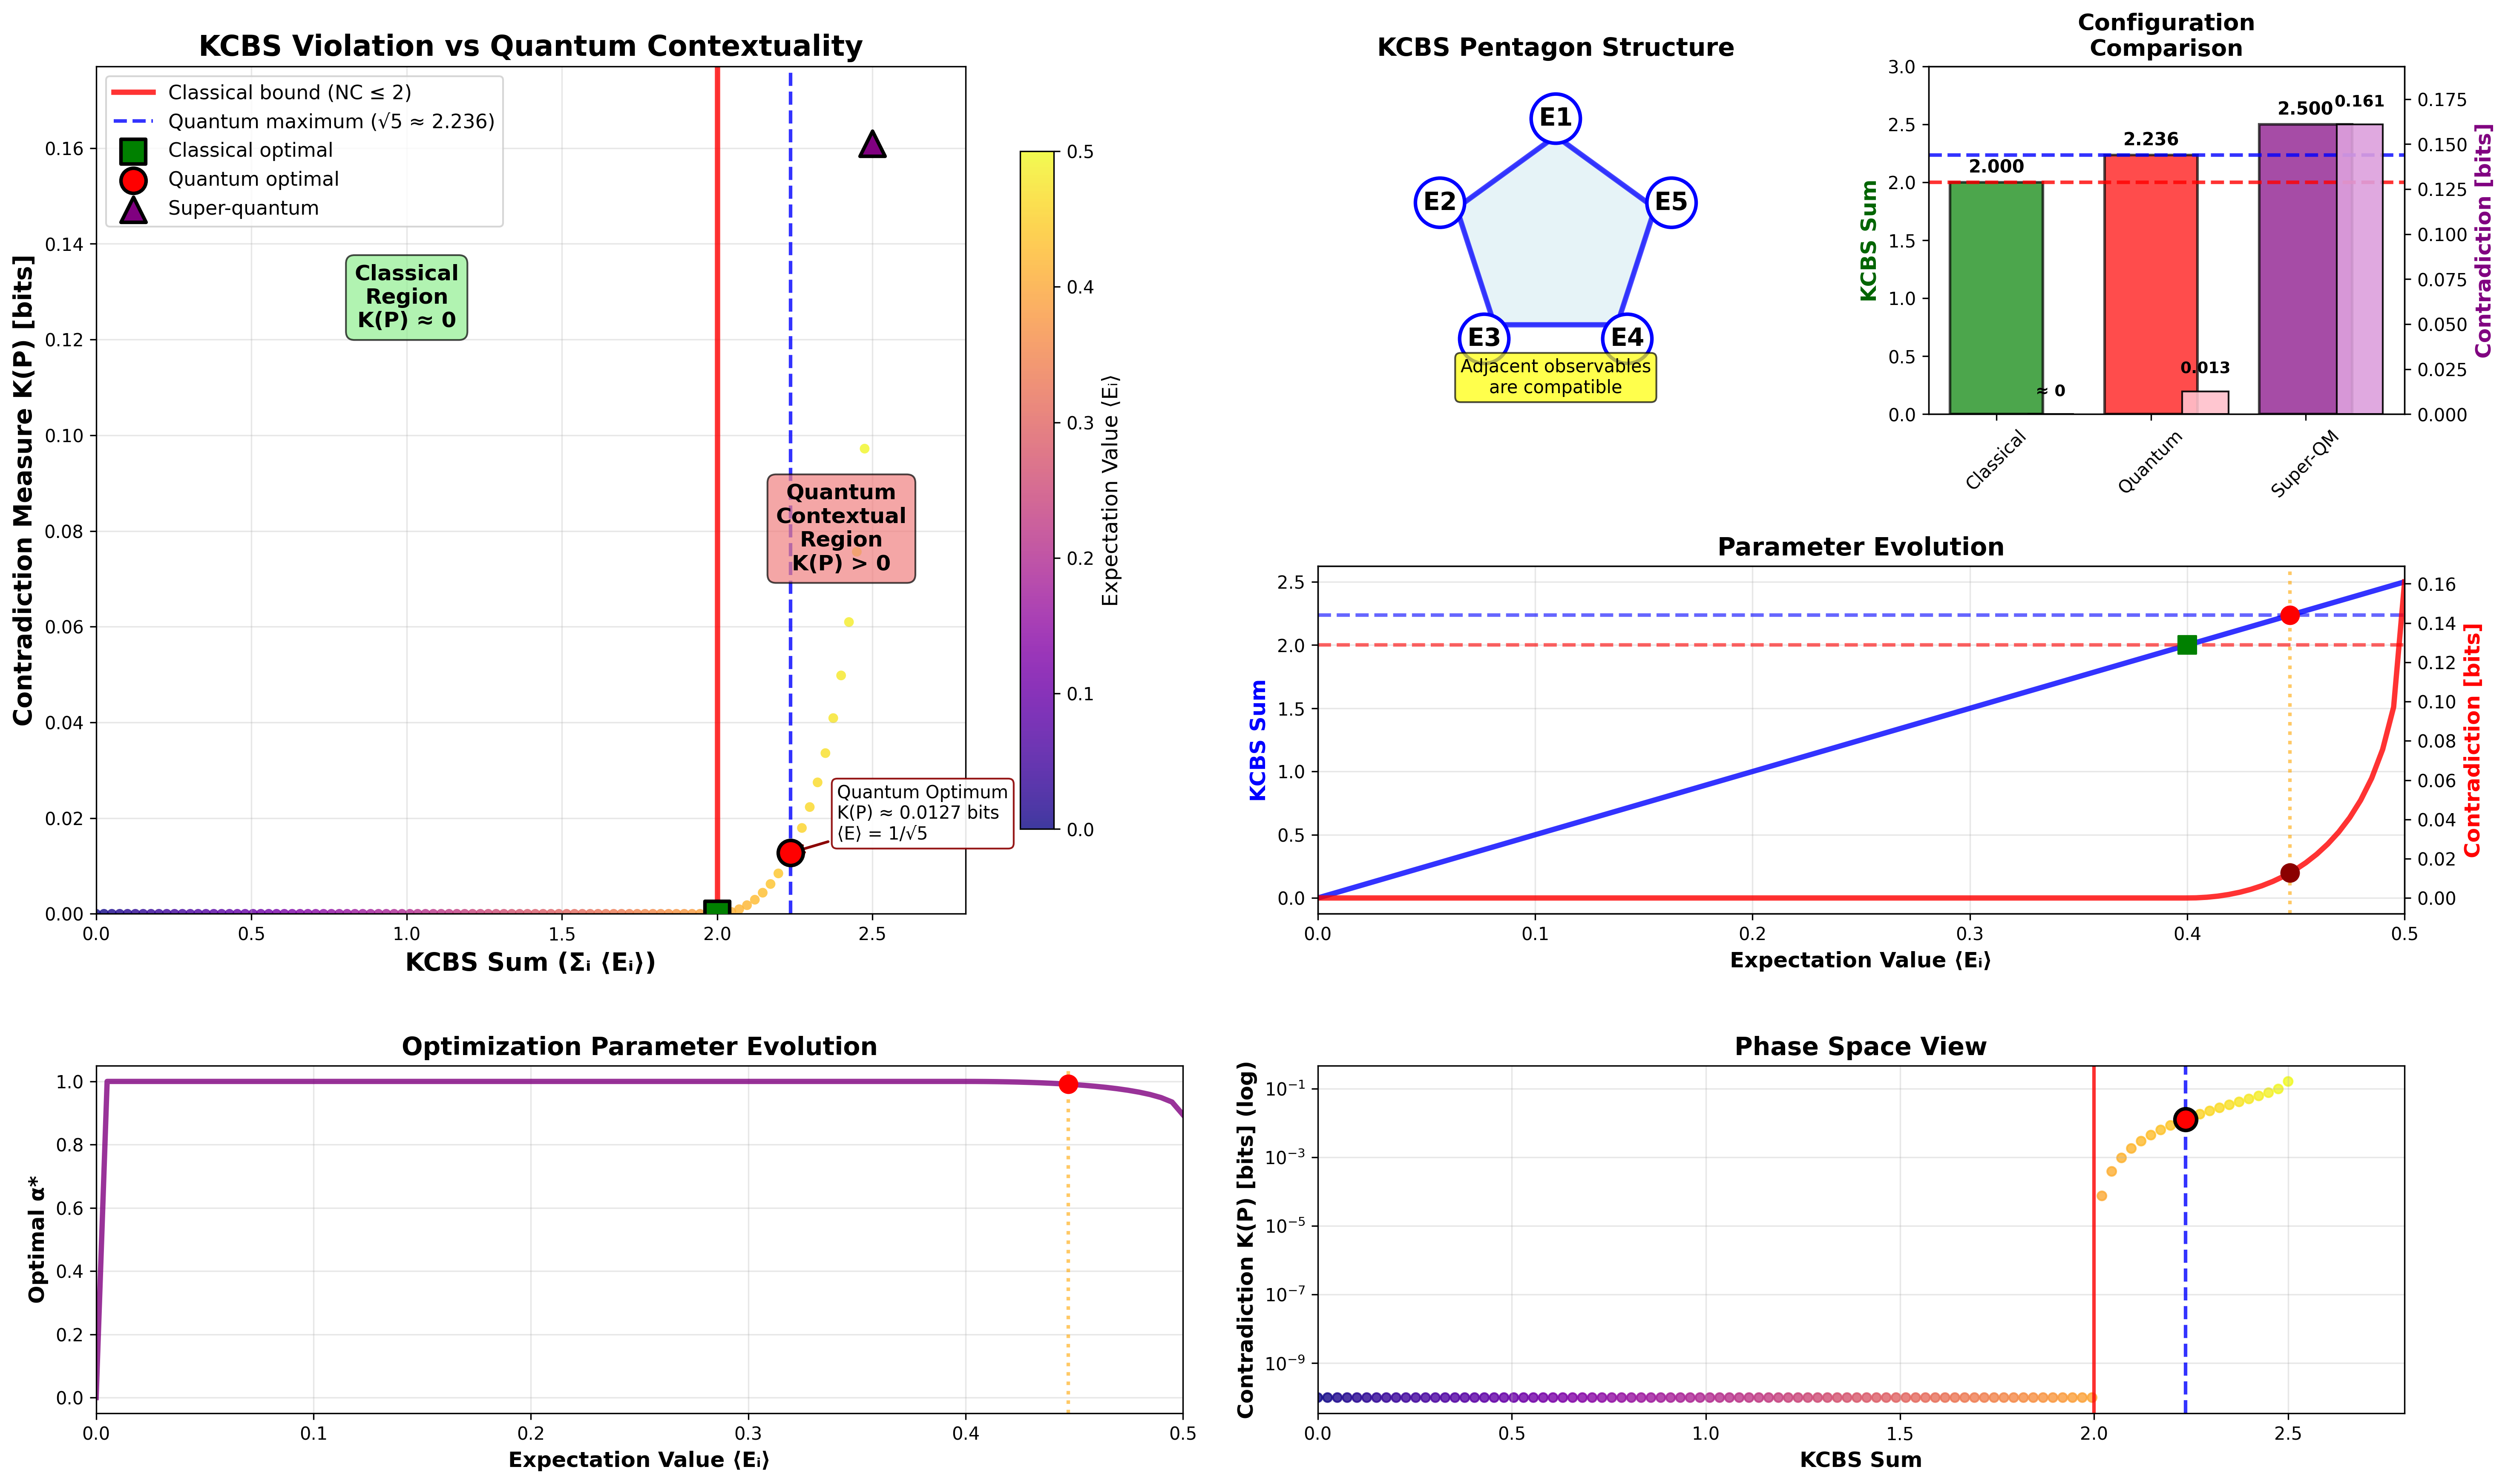 KCBS Violation vs Quantum Contextuality
Contradiction Measure K(P) [bits]
0.16
0.14
0.12
0.10
0.08
0.06
0.04
0.02
0.00
Classical bound (NC ≤ 2)
Quantum maximum (√5 ≈ 2.236)
Classical optimal
Quantum optimal
Super-quantum
Classical
Region
K(P) ≈ 0
Quantum
Contextual
Region
K(P) > 0
Quantum Optimum
K(P) ≈ 0.0127 bits
⟨E⟩ = 1/√5
0.0
0.5
1.0
1.5
2.0
2.5
KCBS Sum (Σᵢ ⟨Eᵢ⟩)
0.5
0.4
0.3
0.2
0.1
0.0
Expectation Value ⟨Eᵢ⟩
KCBS Pentagon Structure
E1
E2
E5
E3
E4
Adjacent observables
are compatible
Configuration
Comparison
KCBS Sum
3.0
2.5
2.0
1.5
1.0
0.5
0.0
2.000
≈ 0
2.236
0.013
2.500
0.161
0.175
0.150
0.125
0.100
0.075
0.050
0.025
0.000
Contradiction [bits]
Classical
Quantum
Super-QM
Parameter Evolution
KCBS Sum
2.5
2.0
1.5
1.0
0.5
0.0
0.16
0.14
0.12
0.10
0.08
0.06
0.04
0.02
0.00
Contradiction [bits]
0.0
0.1
0.2
0.3
0.4
0.5
Expectation Value ⟨Eᵢ⟩
Optimization Parameter Evolution
Optimal α*
1.0
0.8
0.6
0.4
0.2
0.0
0.0
0.1
0.2
0.3
0.4
0.5
Expectation Value ⟨Eᵢ⟩
Phase Space View
Contradiction K(P) [bits] (log)
10⁻¹
10⁻³
10⁻⁵
10⁻⁷
10⁻⁹
0.0
0.5
1.0
1.5
2.0
2.5
KCBS Sum